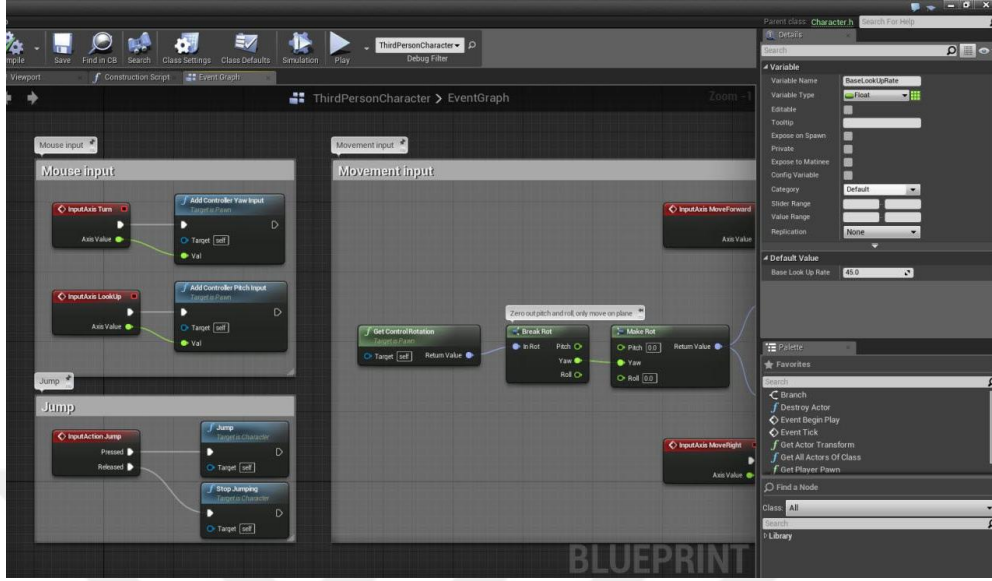 Parent class: Character.h Search For Help
mpile
Save
Find in CB
Search
Class Settings
Class Defaults
Simulation
Play
ThirdPersonCharacter
Debug Filter
Viewport
Construction Script
Event Graph
ThirdPersonCharacter > EventGraph
Zoom -1
Mouse input
Mouse input
InputAxis Turn
Axis Value
Add Controller Yaw Input
Target is Pawn
Target self
Val
InputAxis LookUp
Axis Value
Add Controller Pitch Input
Target is Pawn
Target self
Val
Jump
Jump
InputAction Jump
Pressed
Released
Jump
Target is Character
Target self
Stop Jumping
Target is Character
Target self
Movement input
Movement input
InputAxis MoveForward
Axis Value
Zero out pitch and roll, only move on plane
Get Control Rotation
Target is Pawn
Target self Return Value
Break Rot
In Rot Pitch
Yaw
Roll
Make Rot
Pitch 0.0 Return Value
Yaw
Roll 0.0
InputAxis MoveRight
Axis Value
BLUEPRINT
Details
Search
Variable
Variable Name BaseLookUpRate
Variable Type Float
Editable
Tooltip
Expose on Spawn
Private
Expose to Matinee
Config Variable
Category Default
Slider Range
Value Range
Replication None
Default Value
Base Look Up Rate 45.0
Palette
Favorites
Search
Branch
Destroy Actor
Event Begin Play
Event Tick
Get Actor Transform
Get All Actors Of Class
Get Player Pawn
Find a Node
Class: All
Search
Library